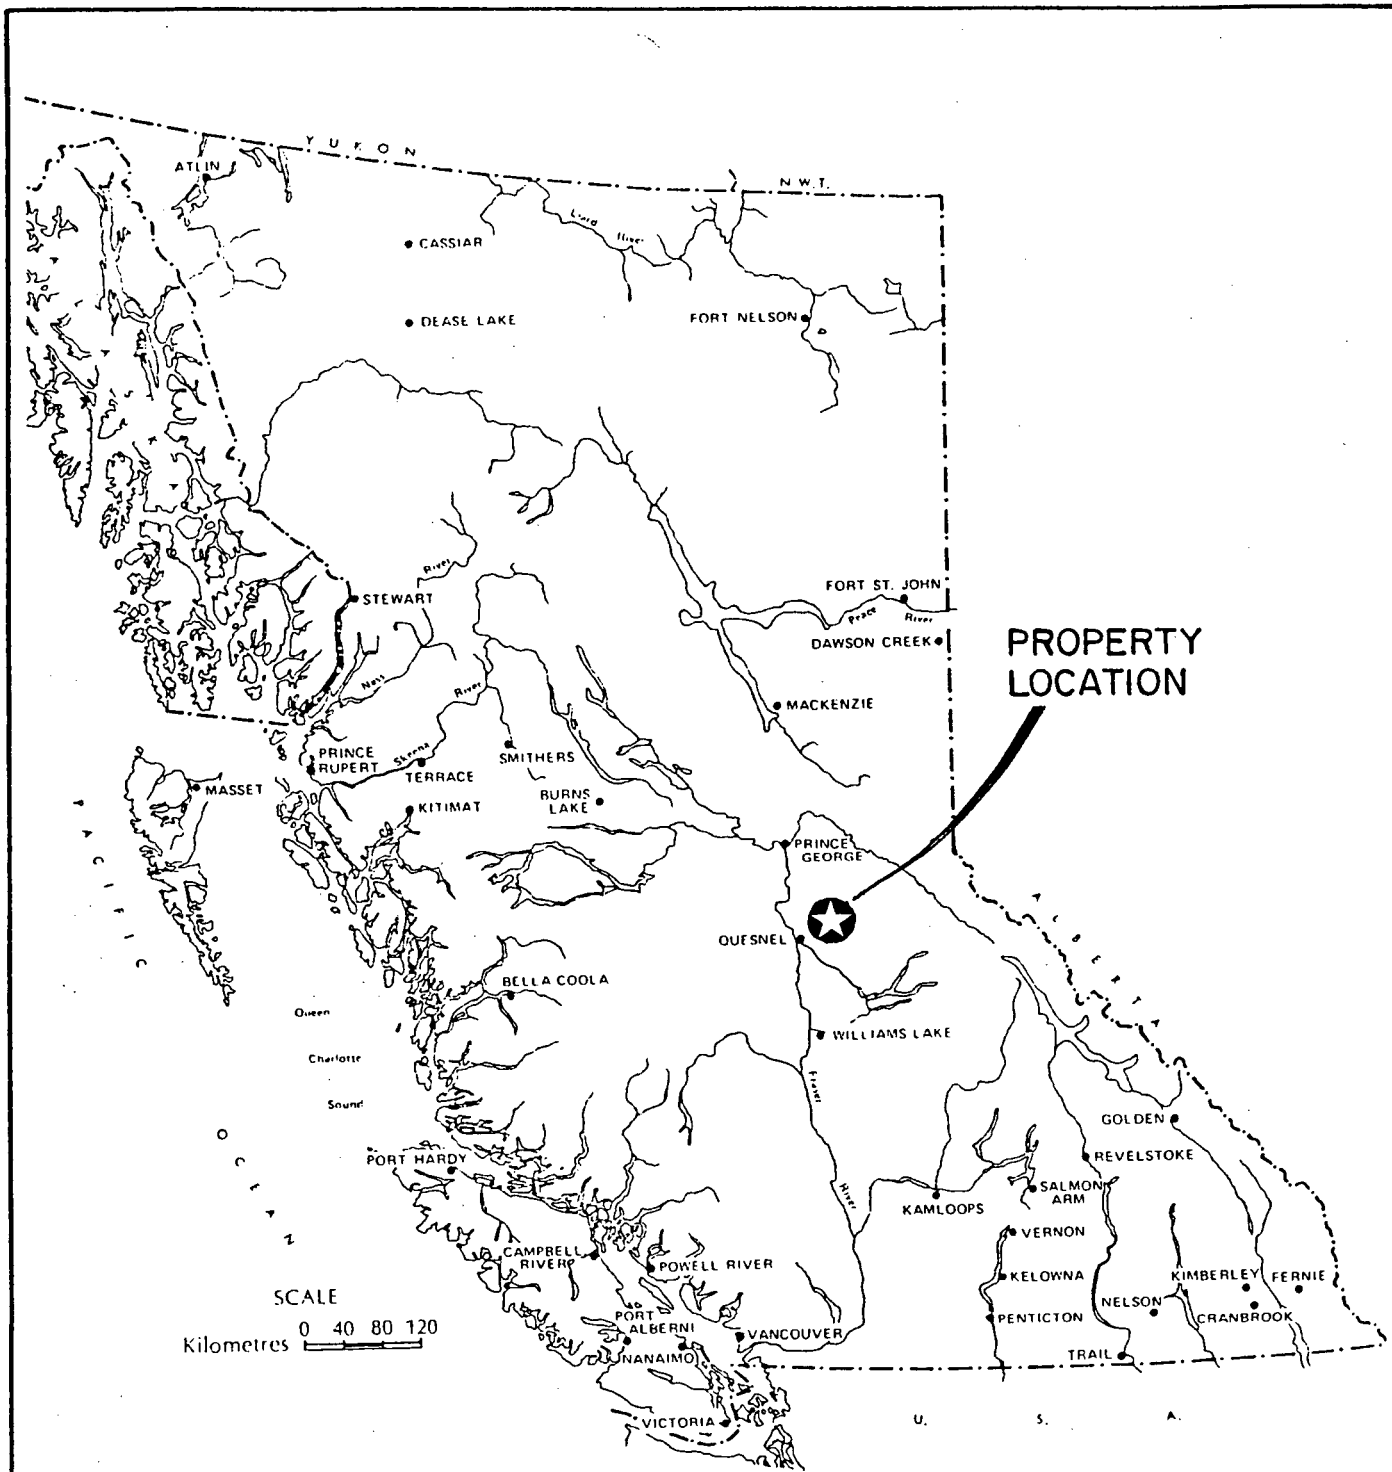 YUKON
ATLIN
N.W.T.
Liard River
CASSIAR
DEASE LAKE
FORT NELSON
River
STEWART
FORT ST. JOHN
Peace River
DAWSON CREEK
PROPERTY
LOCATION
Nass
River
MACKENZIE
PRINCE
RUPERT
Skeena
SMITHERS
TERRACE
MASSET
BURNS
LAKE
KITIMAT
PRINCE
GEORGE
PACIFIC
ALBERTA
QUESNEL
BELLA COOLA
Queen
Charlotte
Sound
WILLIAMS LAKE
Fraser
River
OCEAN
GOLDEN
PORT HARDY
REVELSTOKE
SALMON
ARM
KAMLOOPS
VERNON
CAMPBELL
RIVER
POWELL RIVER
KELOWNA
KIMBERLEY
FERNIE
SCALE
Kilometres 0 40 80 120
PORT
ALBERNI
NELSON
CRANBROOK
PENTICTON
VANCOUVER
NANAIMO
TRAIL
VICTORIA
U. S. A.